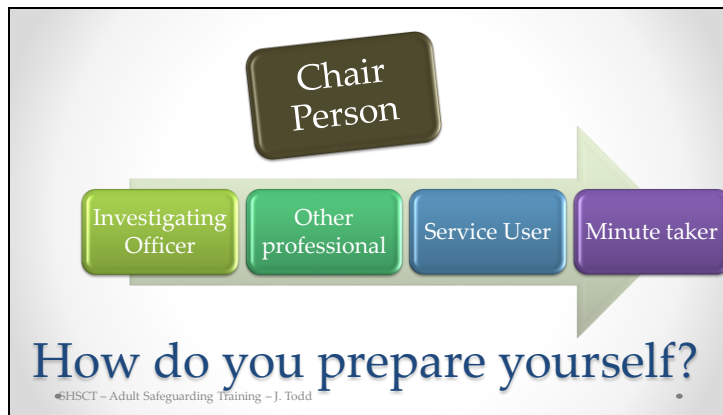 Chair
Person
Investigating
Officer
Other
professional
Service User
Minute taker
How do you prepare yourself?
SHSCT – Adult Safeguarding Training – J. Todd